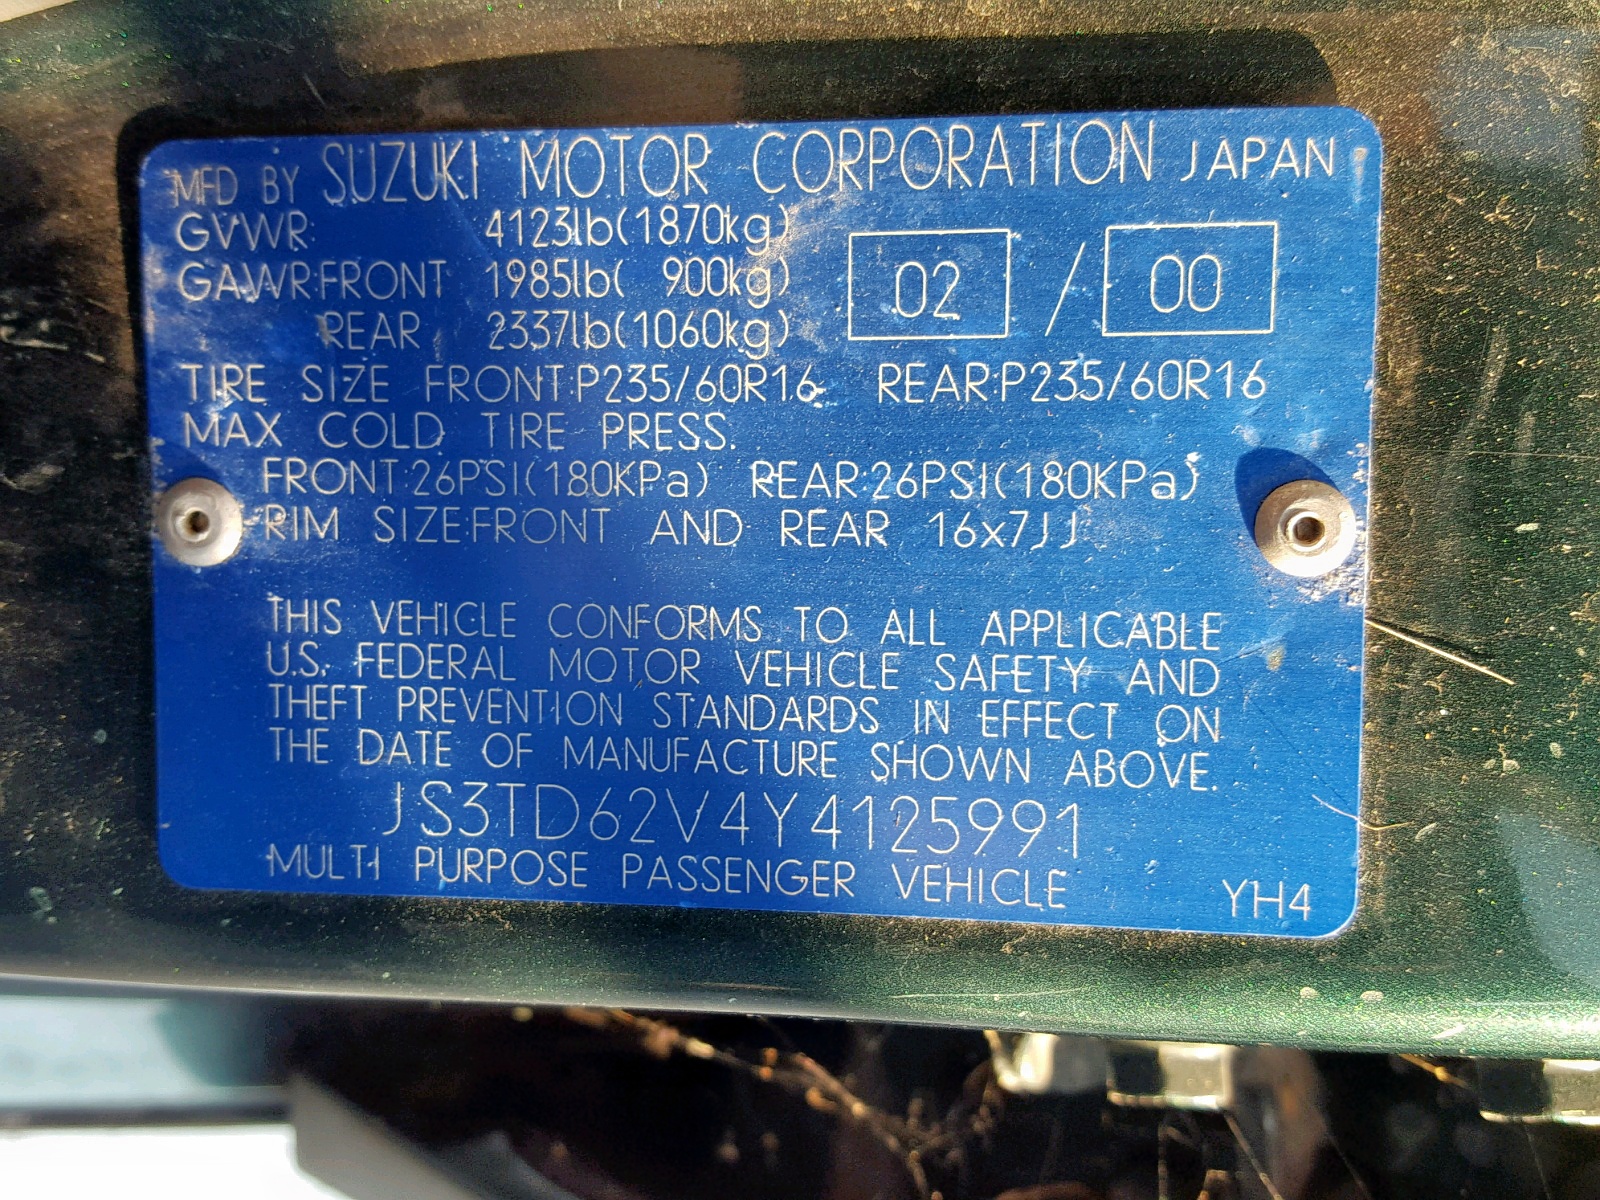 MFD BY SUZUKI MOTOR CORPORATION JAPAN
GVWR: 4123lb(1870kg)
GAWR:FRONT 1985lb( 900kg) 02 / 00
REAR 2337lb(1060kg)
TIRE SIZE FRONT:P235/60R16 REAR:P235/60R16
MAX COLD TIRE PRESS.
FRONT:26PSI(180KPa) REAR:26PSI(180KPa)
RIM SIZE:FRONT AND REAR 16x7JJ
THIS VEHICLE CONFORMS TO ALL APPLICABLE
U.S. FEDERAL MOTOR VEHICLE SAFETY AND
THEFT PREVENTION STANDARDS IN EFFECT ON
THE DATE OF MANUFACTURE SHOWN ABOVE.
JS3TD62V4Y4125991
MULTI PURPOSE PASSENGER VEHICLE YH4